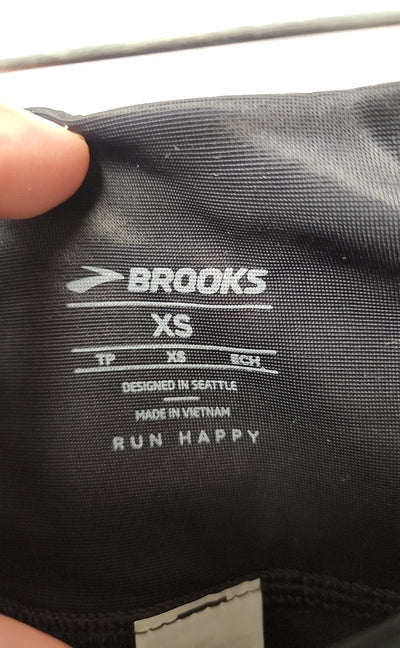 BROOKS
XS
TP XS ECH
DESIGNED IN SEATTLE
MADE IN VIETNAM
RUN HAPPY